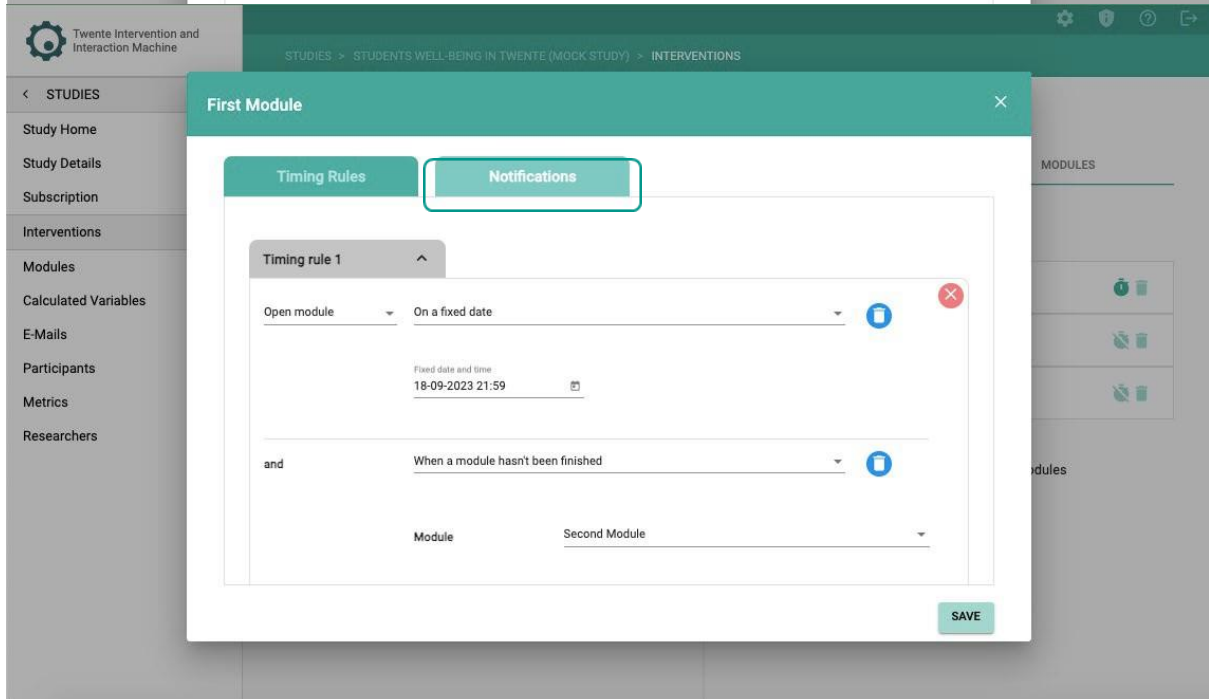 Twente Intervention and
Interaction Machine
STUDIES > STUDENTS WELL-BEING IN TWENTE (MOCK STUDY) > INTERVENTIONS
< STUDIES
Study Home
Study Details
Subscription
Interventions
Modules
Calculated Variables
E-Mails
Participants
Metrics
Researchers
First Module
Timing Rules
Notifications
Timing rule 1
Open module
On a fixed date
Fixed date and time
18-09-2023 21:59
and
When a module hasn't been finished
Module
Second Module
SAVE
MODULES